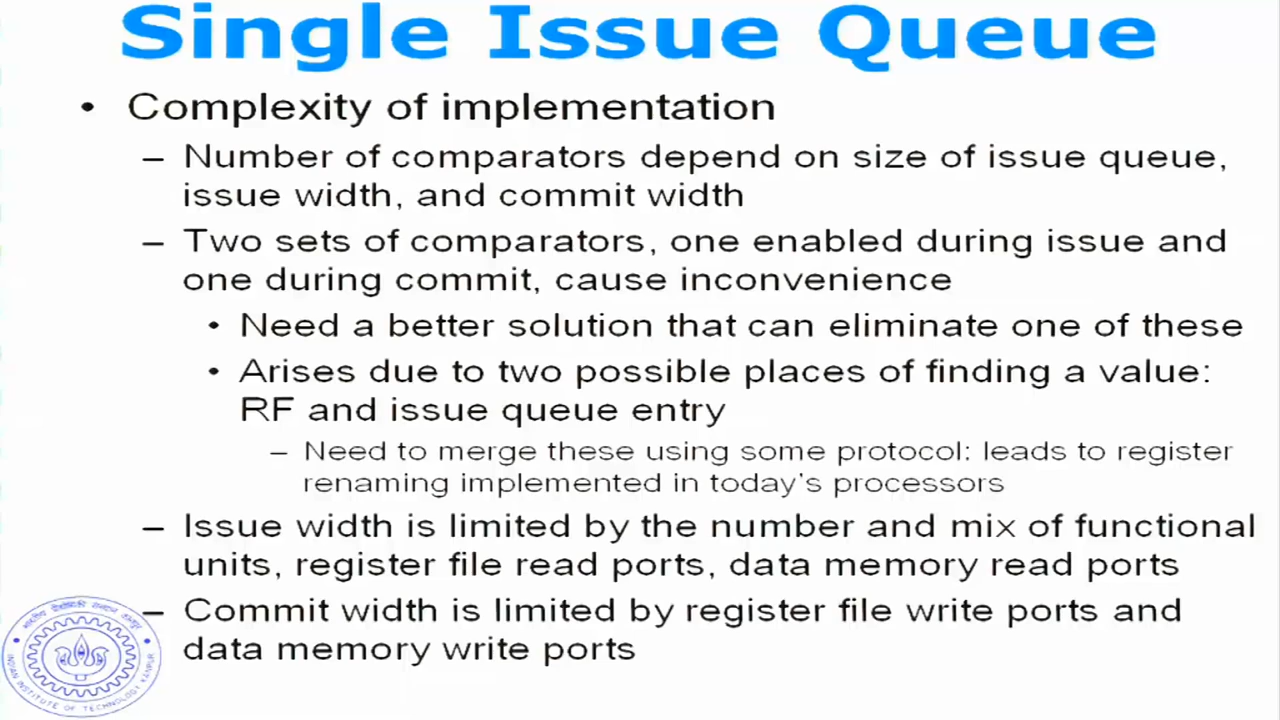 Single Issue Queue
• Complexity of implementation
– Number of comparators depend on size of issue queue,
issue width, and commit width
– Two sets of comparators, one enabled during issue and
one during commit, cause inconvenience
• Need a better solution that can eliminate one of these
• Arises due to two possible places of finding a value:
RF and issue queue entry
– Need to merge these using some protocol: leads to register
renaming implemented in today's processors
– Issue width is limited by the number and mix of functional
units, register file read ports, data memory read ports
– Commit width is limited by register file write ports and
data memory write ports
INDIAN INSTITUTE OF TECHNOLOGY KANPUR